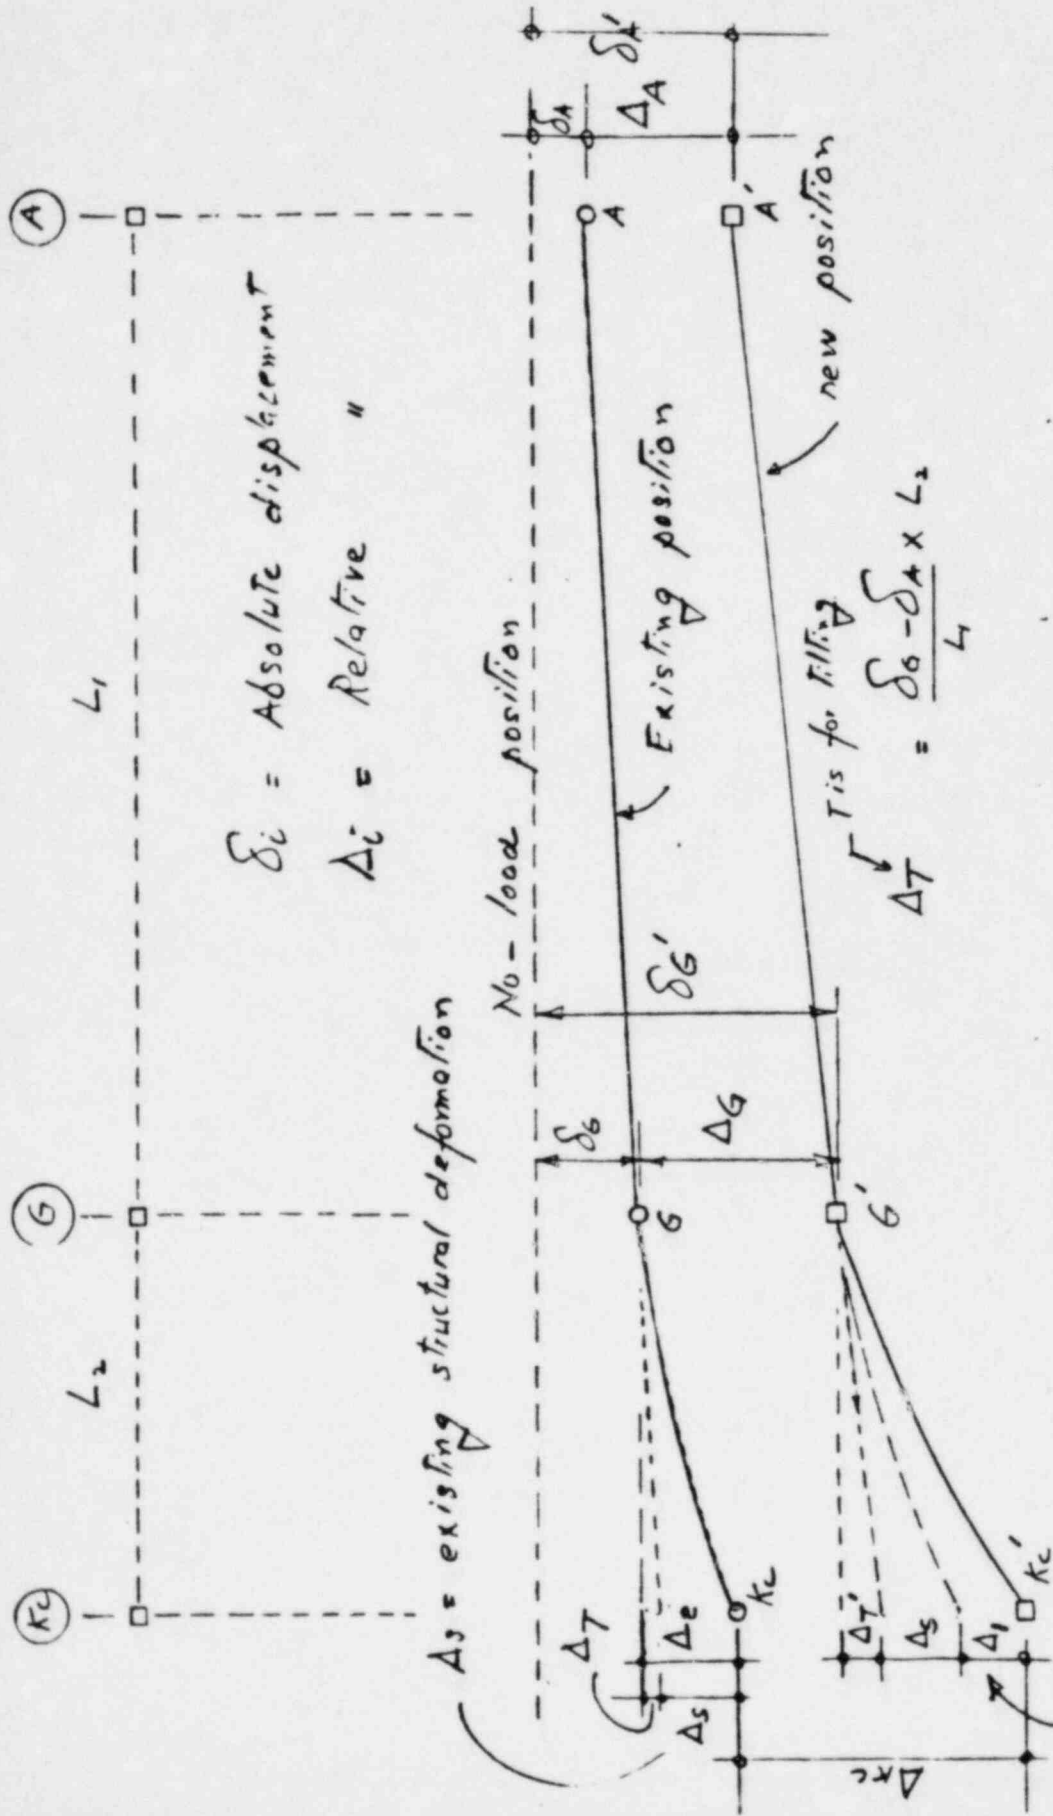 Kc
G
A
L2
L1
δi = Absolute displacement
Δi = Relative "
Δs = existing structural deformation
No-load position
δA
ΔA
δA'
A
A'
Existing position
new position
δG
δG'
ΔG
G
G'
ΔT
Δe
Δs
Kc
ΔT'
Δs
Δ1
Kc'
ΔKc
T is for tilting
ΔT = δG - δA x L2
L1